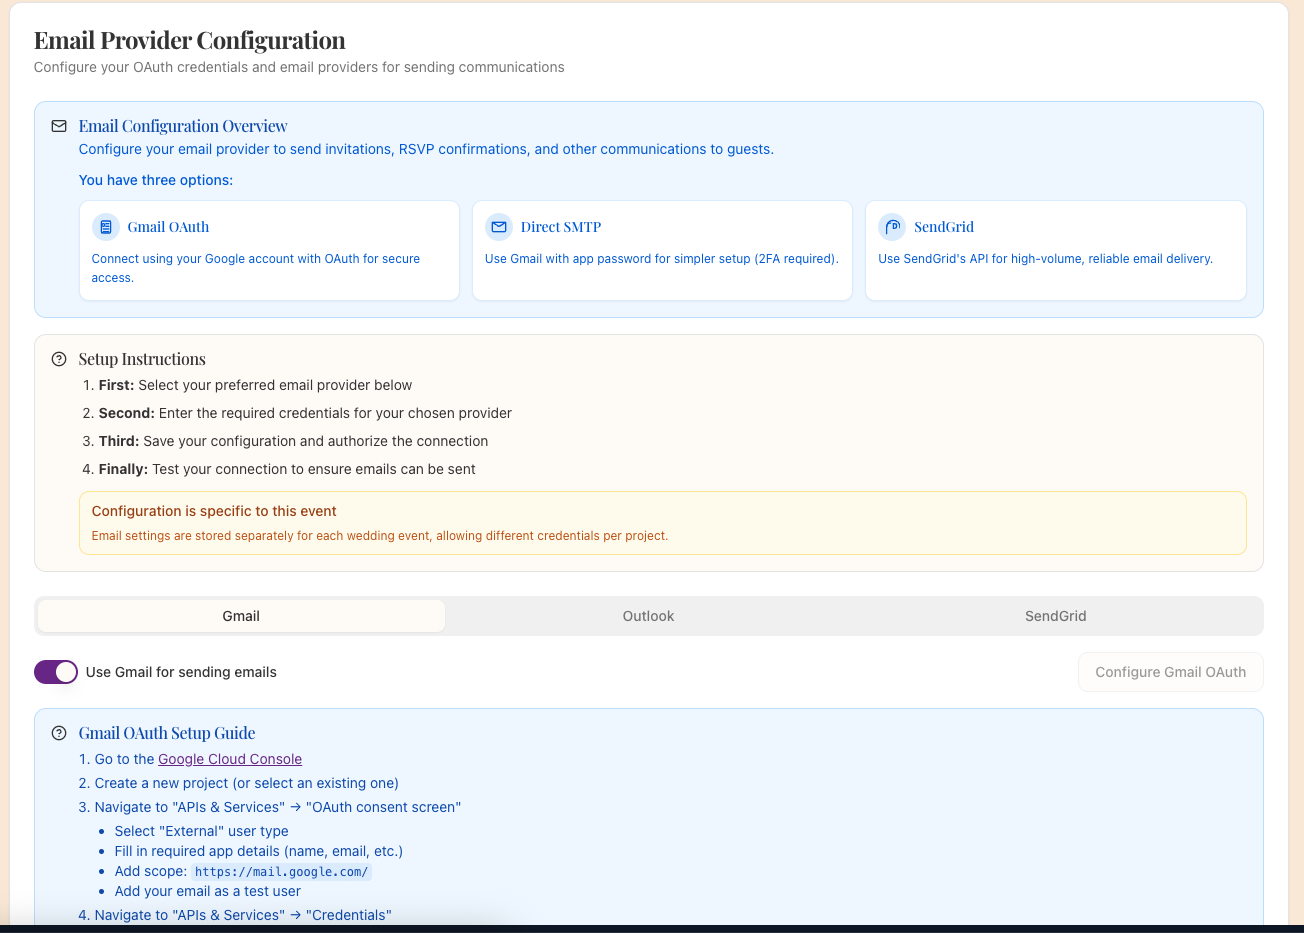 Email Provider Configuration
Configure your OAuth credentials and email providers for sending communications
Email Configuration Overview
Configure your email provider to send invitations, RSVP confirmations, and other communications to guests.
You have three options:
Gmail OAuth
Connect using your Google account with OAuth for secure
access.
Direct SMTP
Use Gmail with app password for simpler setup (2FA required).
SendGrid
Use SendGrid's API for high-volume, reliable email delivery.
Setup Instructions
1. First: Select your preferred email provider below
2. Second: Enter the required credentials for your chosen provider
3. Third: Save your configuration and authorize the connection
4. Finally: Test your connection to ensure emails can be sent
Configuration is specific to this event
Email settings are stored separately for each wedding event, allowing different credentials per project.
Gmail
Outlook
SendGrid
Use Gmail for sending emails
Configure Gmail OAuth
Gmail OAuth Setup Guide
1. Go to the Google Cloud Console
2. Create a new project (or select an existing one)
3. Navigate to "APIs & Services" → "OAuth consent screen"
• Select "External" user type
• Fill in required app details (name, email, etc.)
• Add scope: https://mail.google.com/
• Add your email as a test user
4. Navigate to "APIs & Services" → "Credentials"